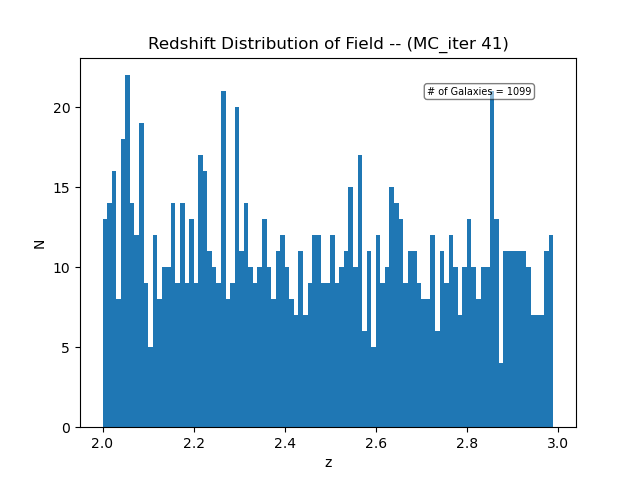 Redshift Distribution of Field -- (MC_iter 41)
# of Galaxies = 1099
20
15
10
5
0
N
2.0 2.2 2.4 2.6 2.8 3.0
z